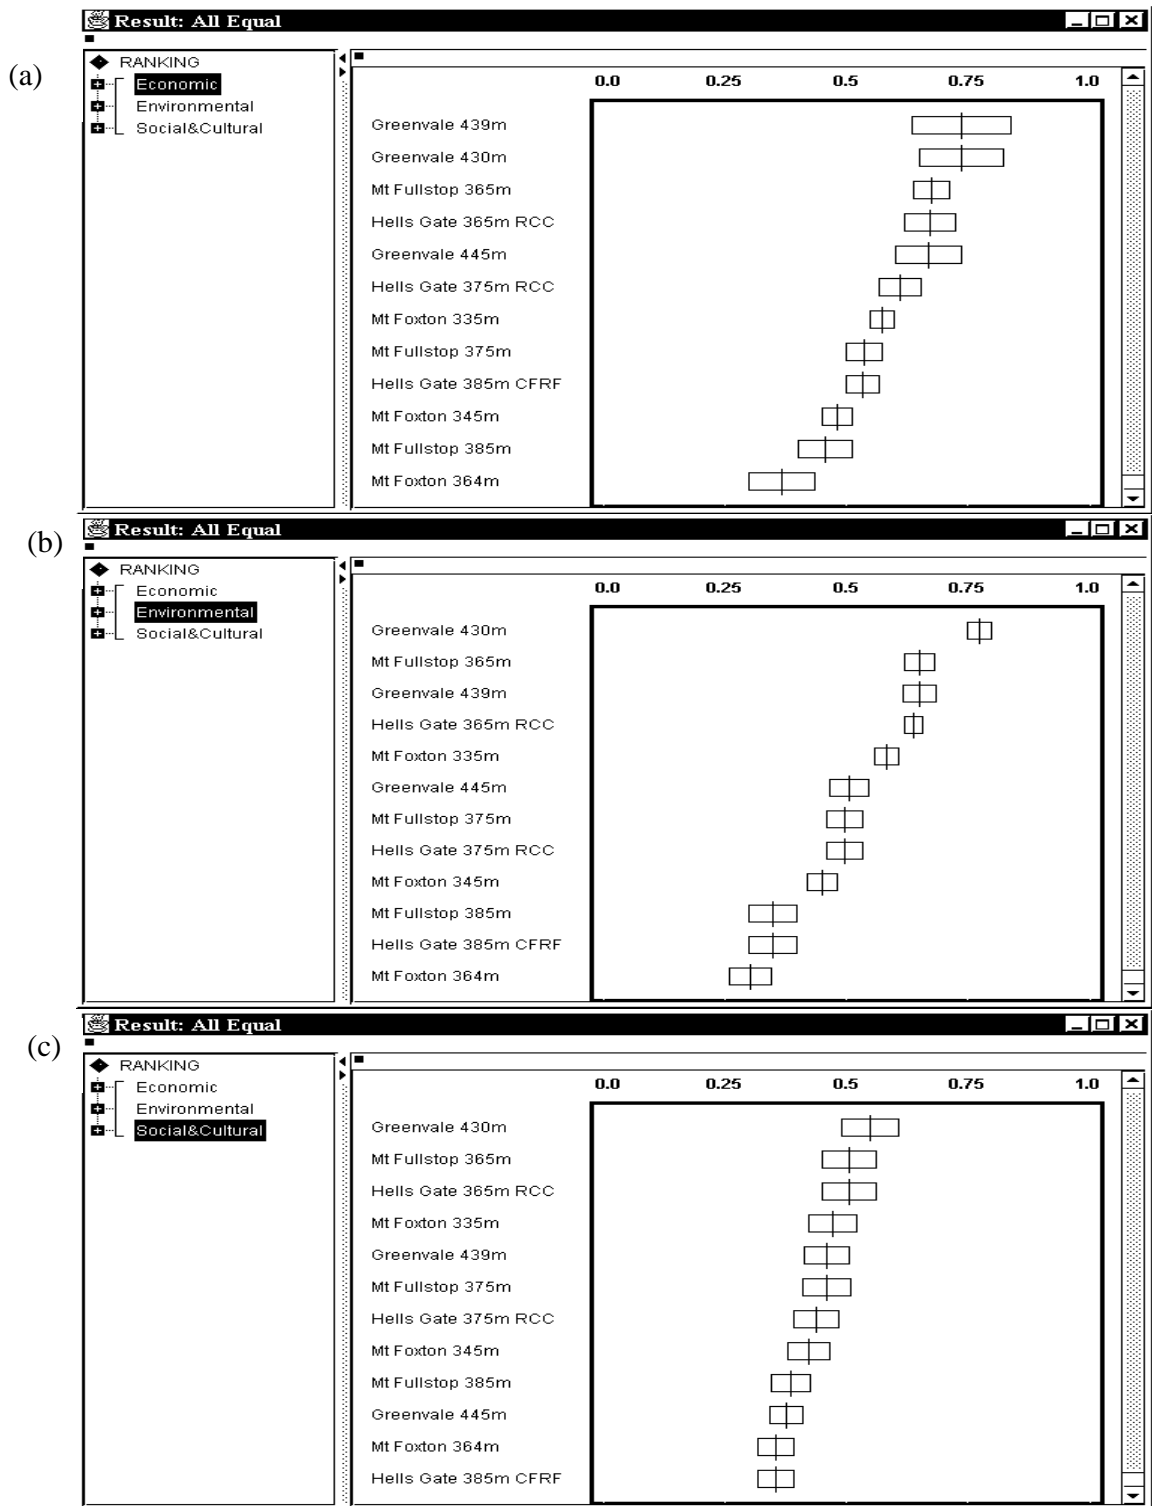 Result: All Equal
(a)
RANKING
Economic
Environmental
Social&Cultural
0.0 0.25 0.5 0.75 1.0
Greenvale 439m
Greenvale 430m
Mt Fullstop 365m
Hells Gate 365m RCC
Greenvale 445m
Hells Gate 375m RCC
Mt Foxton 335m
Mt Fullstop 375m
Hells Gate 385m CFRF
Mt Foxton 345m
Mt Fullstop 385m
Mt Foxton 364m
Result: All Equal
(b)
RANKING
Economic
Environmental
Social&Cultural
0.0 0.25 0.5 0.75 1.0
Greenvale 430m
Mt Fullstop 365m
Greenvale 439m
Hells Gate 365m RCC
Mt Foxton 335m
Greenvale 445m
Mt Fullstop 375m
Hells Gate 375m RCC
Mt Foxton 345m
Mt Fullstop 385m
Hells Gate 385m CFRF
Mt Foxton 364m
Result: All Equal
(c)
RANKING
Economic
Environmental
Social&Cultural
0.0 0.25 0.5 0.75 1.0
Greenvale 430m
Mt Fullstop 365m
Hells Gate 365m RCC
Mt Foxton 335m
Greenvale 439m
Mt Fullstop 375m
Hells Gate 375m RCC
Mt Foxton 345m
Mt Fullstop 385m
Greenvale 445m
Mt Foxton 364m
Hells Gate 385m CFRF